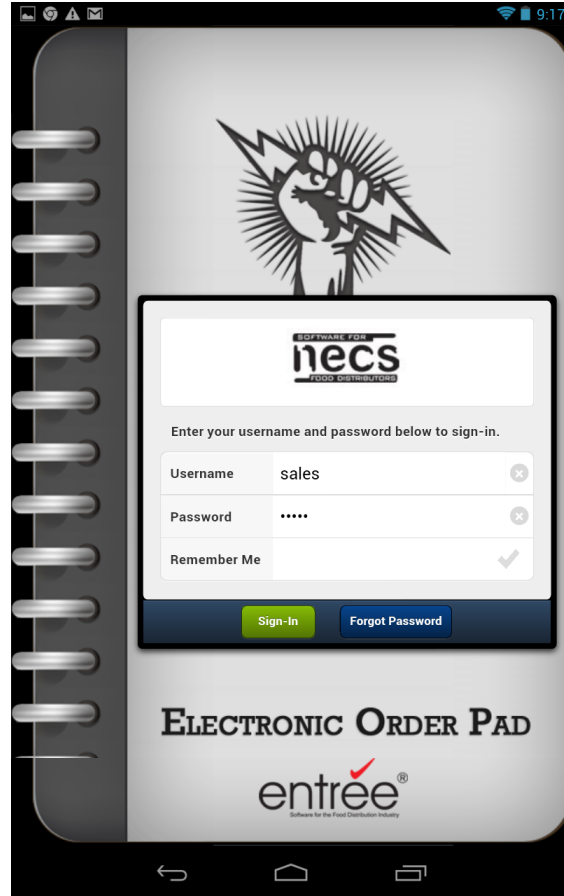 9:17
SOFTWARE FOR
necs
FOOD DISTRIBUTORS
Enter your username and password below to sign-in.
Username sales
Password •••••
Remember Me
Sign-In Forgot Password
ELECTRONIC ORDER PAD
entrée®
Software for the Food Distribution Industry